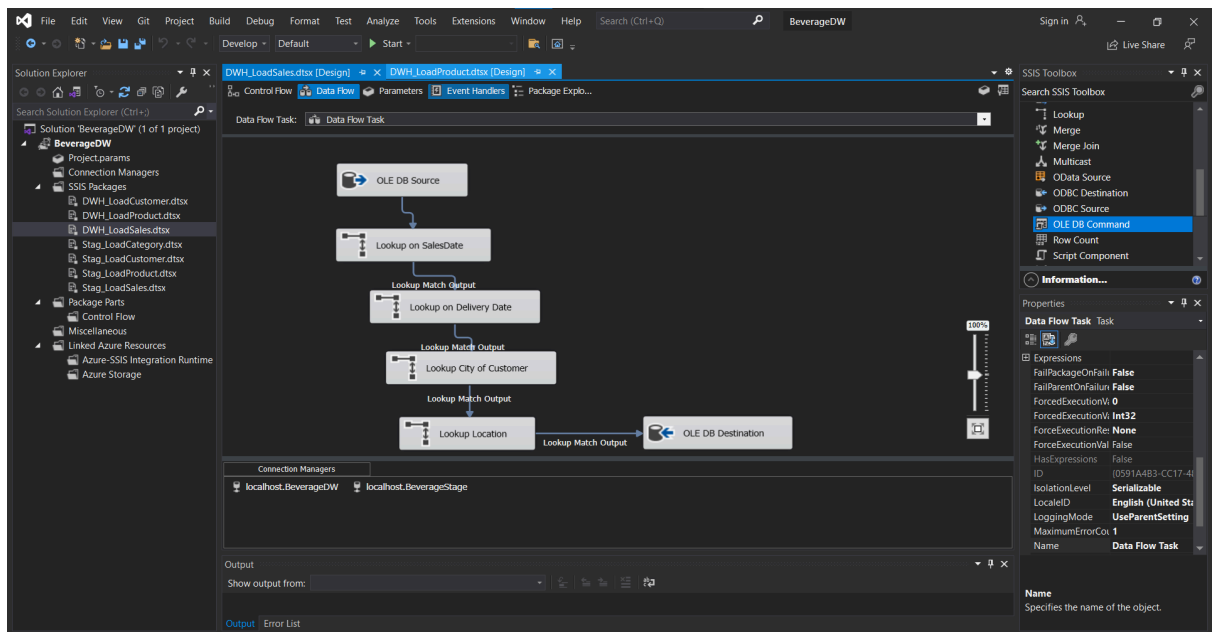 File Edit View Git Project Build Debug Format Test Analyze Tools Extensions Window Help Search (Ctrl+Q) BeverageDW Sign in
Develop Default Start Live Share
Solution Explorer
Search Solution Explorer (Ctrl+;)
Solution 'BeverageDW' (1 of 1 project)
BeverageDW
Project.params
Connection Managers
SSIS Packages
DWH_LoadCustomer.dtsx
DWH_LoadProduct.dtsx
DWH_LoadSales.dtsx
Stag_LoadCategory.dtsx
Stag_LoadCustomer.dtsx
Stag_LoadProduct.dtsx
Stag_LoadSales.dtsx
Package Parts
Control Flow
Miscellaneous
Linked Azure Resources
Azure-SSIS Integration Runtime
Azure Storage
DWH_LoadSales.dtsx [Design] DWH_LoadProduct.dtsx [Design]
Control Flow Data Flow Parameters Event Handlers Package Explo...
Data Flow Task: Data Flow Task
OLE DB Source
Lookup on SalesDate
Lookup Match Output
Lookup on Delivery Date
Lookup Match Output
Lookup City of Customer
Lookup Match Output
Lookup Location
Lookup Match Output
OLE DB Destination
100%
Connection Managers
localhost.BeverageDW localhost.BeverageStage
Output
Show output from:
Output Error List
SSIS Toolbox
Search SSIS Toolbox
Lookup
Merge
Merge Join
Multicast
OData Source
ODBC Destination
ODBC Source
OLE DB Command
Row Count
Script Component
Information...
Properties
Data Flow Task Task
Expressions
FailPackageOnFailu False
FailParentOnFailure False
ForcedExecutionVa 0
ForcedExecutionVa Int32
ForceExecutionRes None
ForceExecutionVal False
HasExpressions False
ID {0591A4B3-CC17-48
IsolationLevel Serializable
LocaleID English (United Sta
LoggingMode UseParentSetting
MaximumErrorCou 1
Name Data Flow Task
Name
Specifies the name of the object.